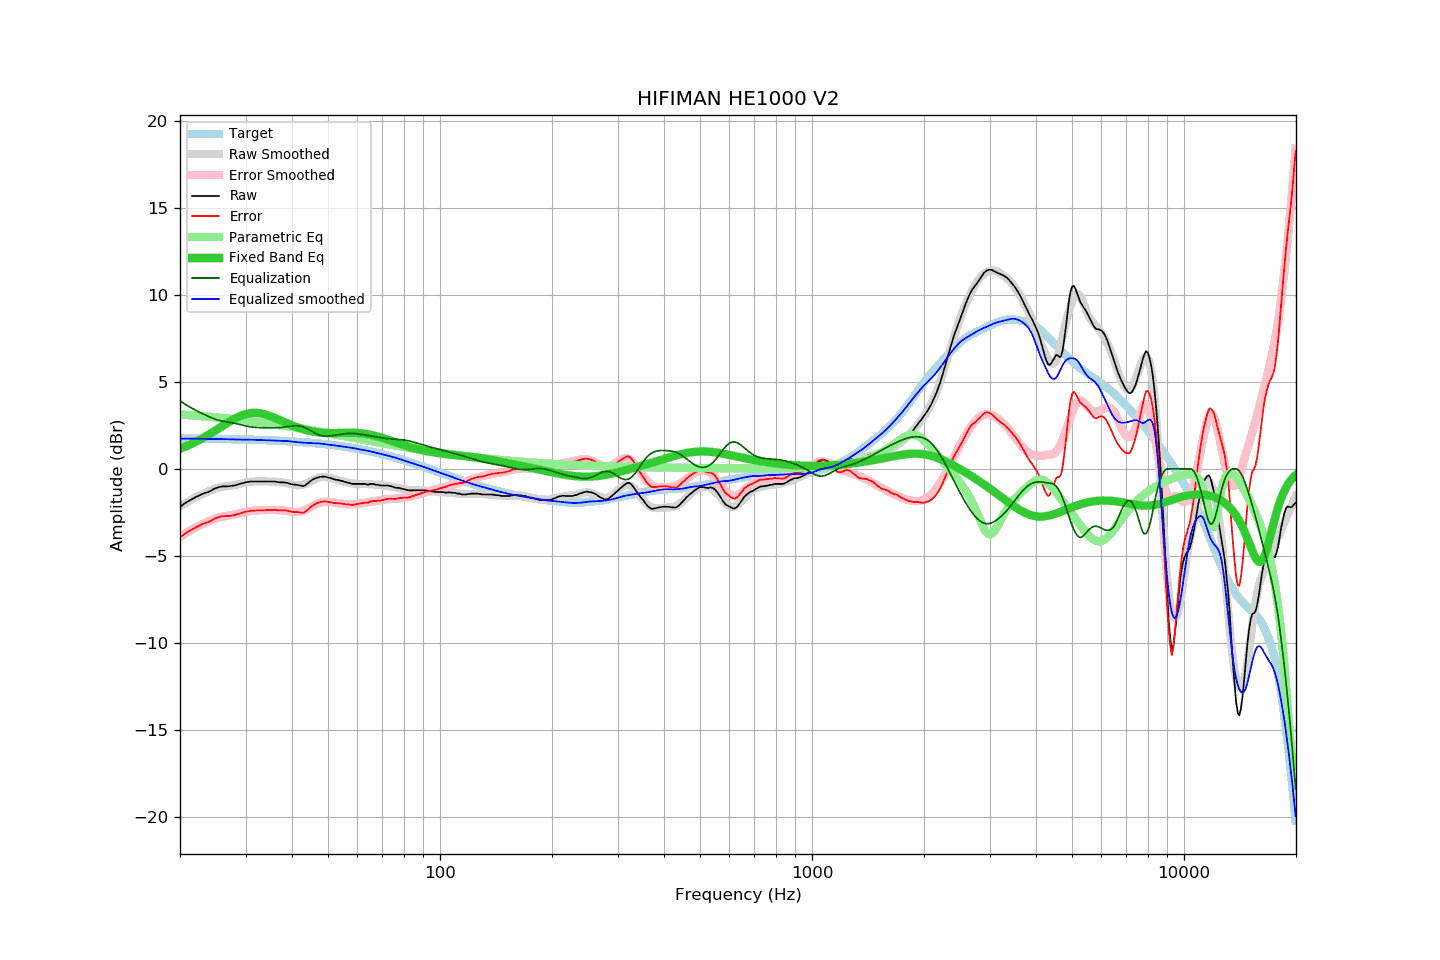 HIFIMAN HE1000 V2
Target
Raw Smoothed
Error Smoothed
Raw
Error
Parametric Eq
Fixed Band Eq
Equalization
Equalized smoothed
20
15
10
5
0
−5
−10
−15
−20
Amplitude (dBr)
100
1000
10000
Frequency (Hz)